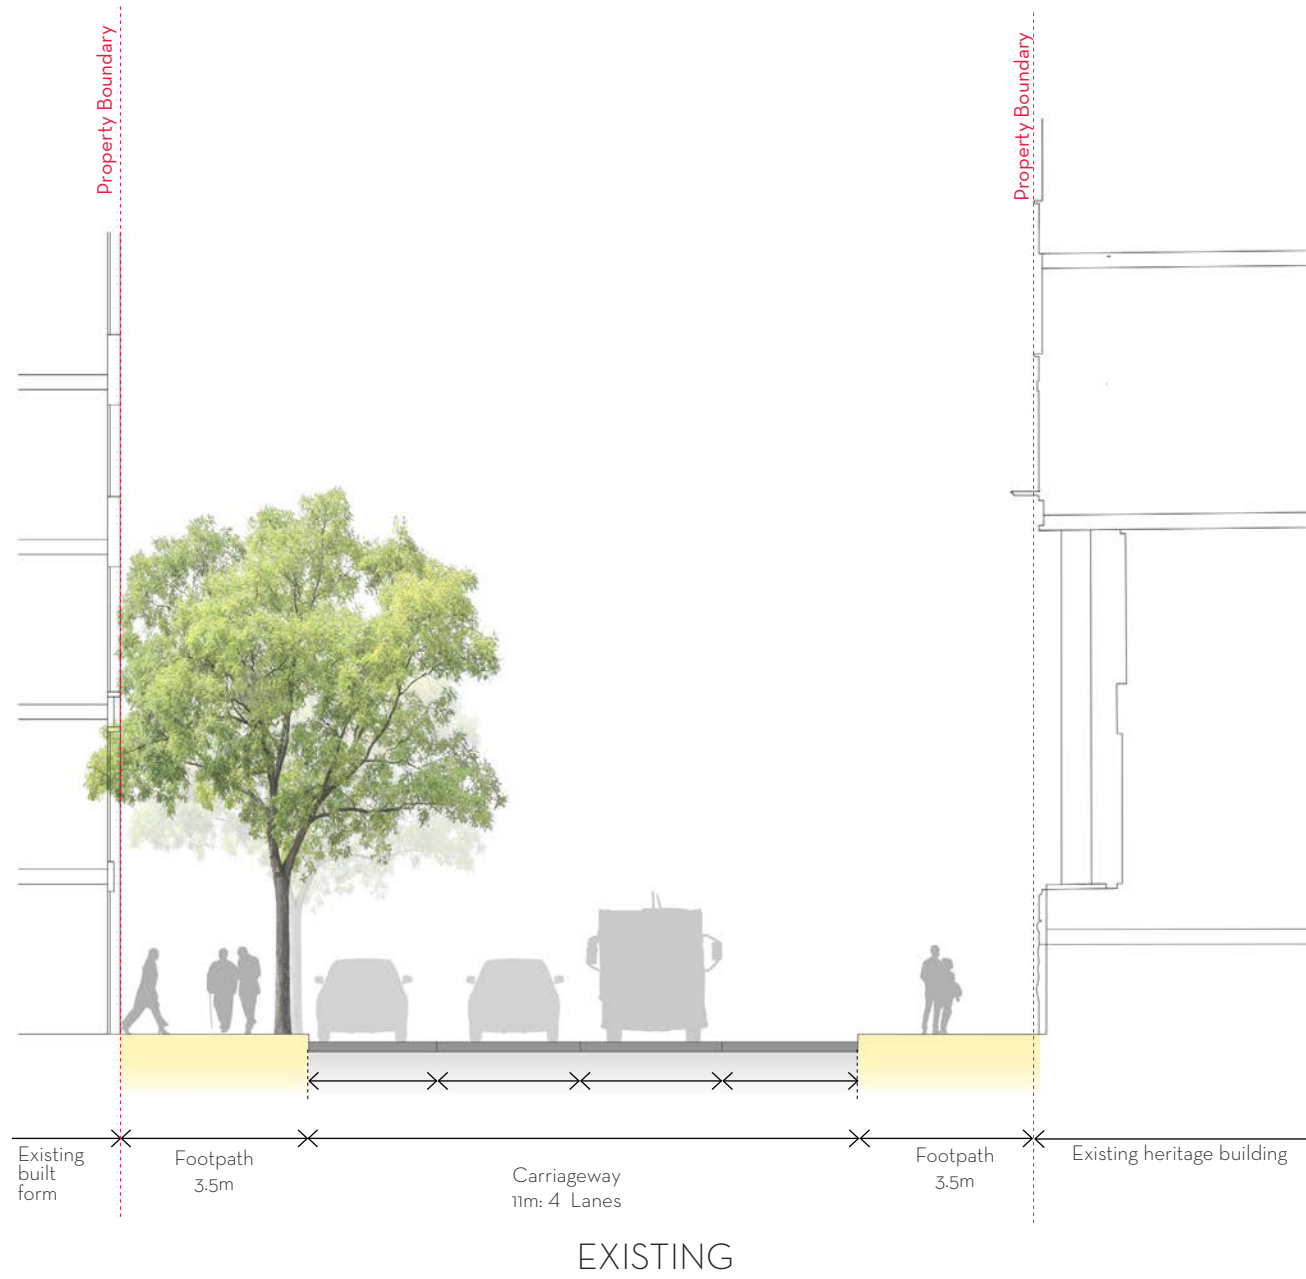 Property Boundary
Property Boundary
Existing
built
form
Footpath
3.5m
Carriageway
11m: 4 Lanes
Footpath
3.5m
Existing heritage building
EXISTING